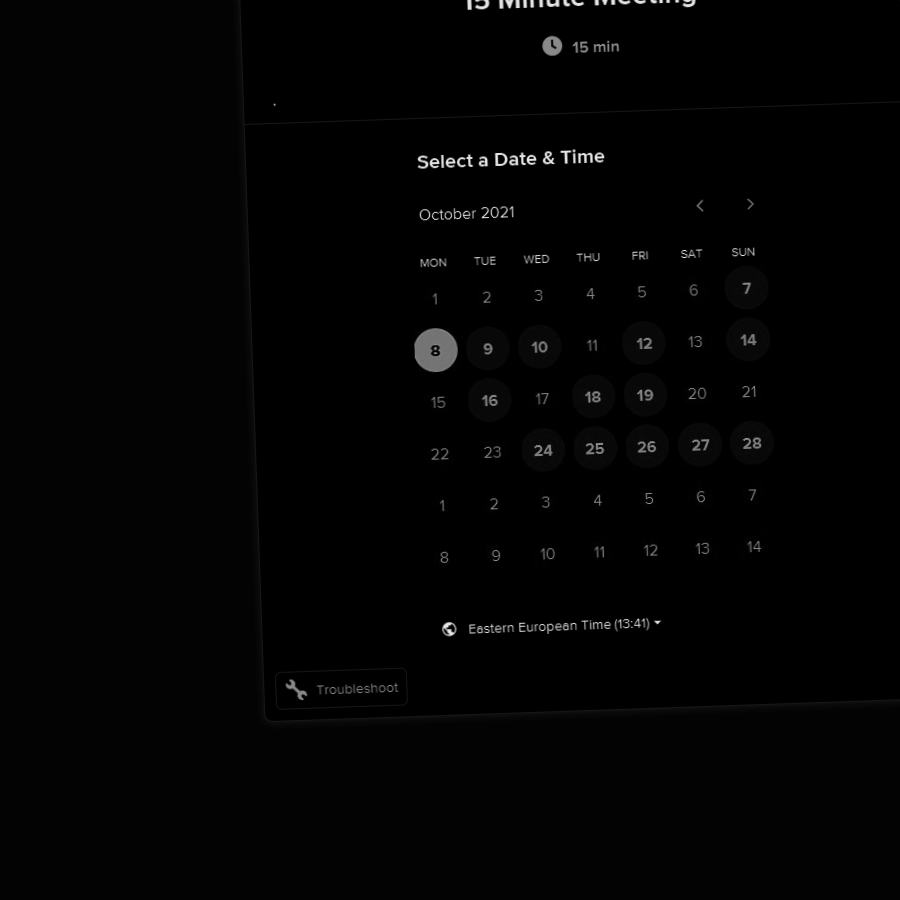 15 Minute Meeting
15 min
Select a Date & Time
October 2021
MON TUE WED THU FRI SAT SUN
1 2 3 4 5 6 7
8 9 10 11 12 13 14
15 16 17 18 19 20 21
22 23 24 25 26 27 28
1 2 3 4 5 6 7
8 9 10 11 12 13 14
Eastern European Time (13:41)
Troubleshoot